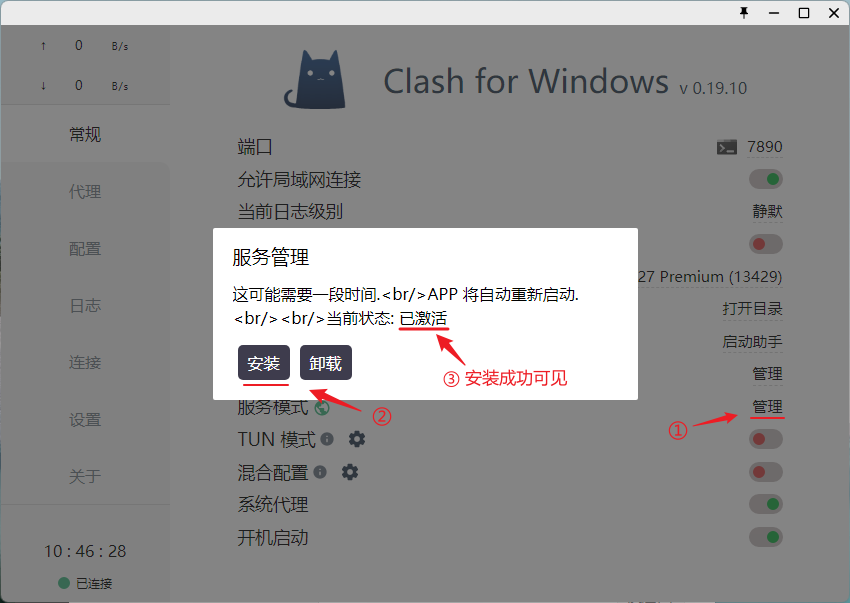 ↑ 0 B/s
↓ 0 B/s
Clash for Windows v 0.19.10
常规
代理
配置
日志
连接
设置
关于
端口 7890
允许局域网连接
当前日志级别 静默
27 Premium (13429)
打开目录
启动助手
管理
服务管理
这可能需要一段时间.<br/>APP 将自动重新启动.
<br/><br/>当前状态: 已激活
安装 卸载
③ 安装成功可见
②
服务模式 管理
①
TUN 模式
混合配置
系统代理
开机启动
10 : 46 : 28
已连接